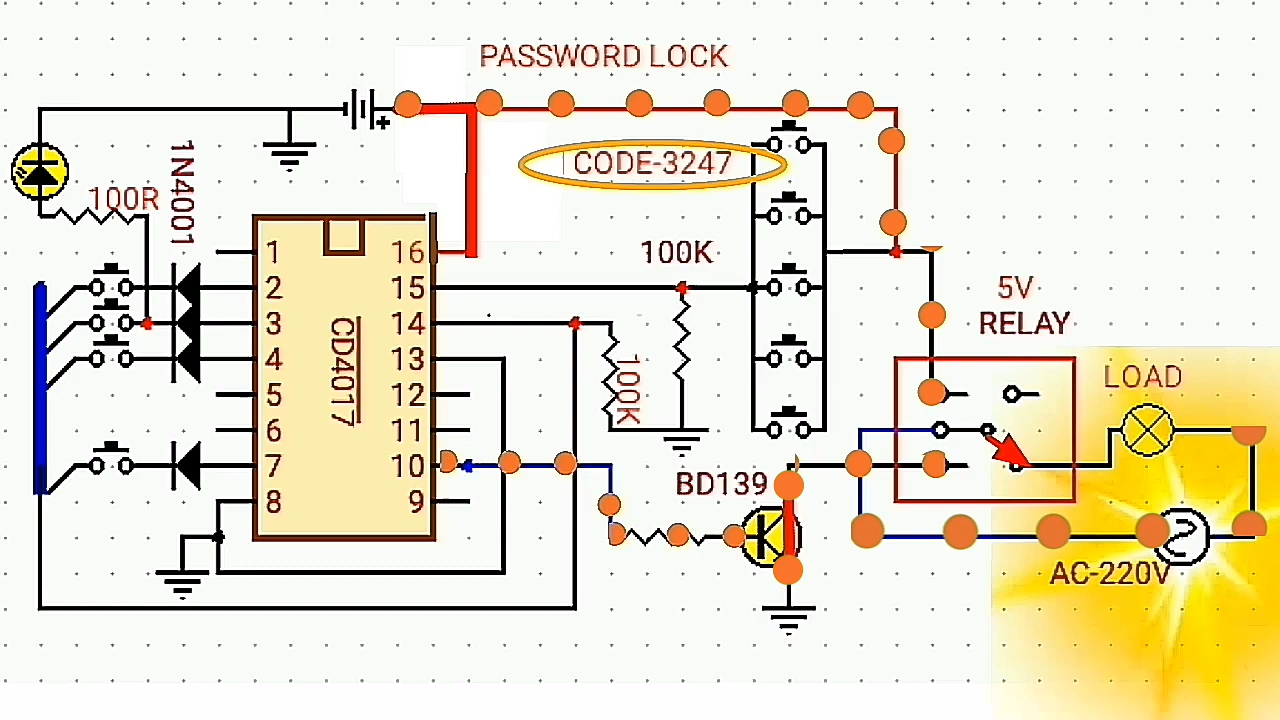 PASSWORD LOCK
CODE-3247
1N4001
100R
100K
5V
RELAY
LOAD
AC-220V
BD139
100K
CD4017
1
2
3
4
5
6
7
8
16
15
14
13
12
11
10
9
+